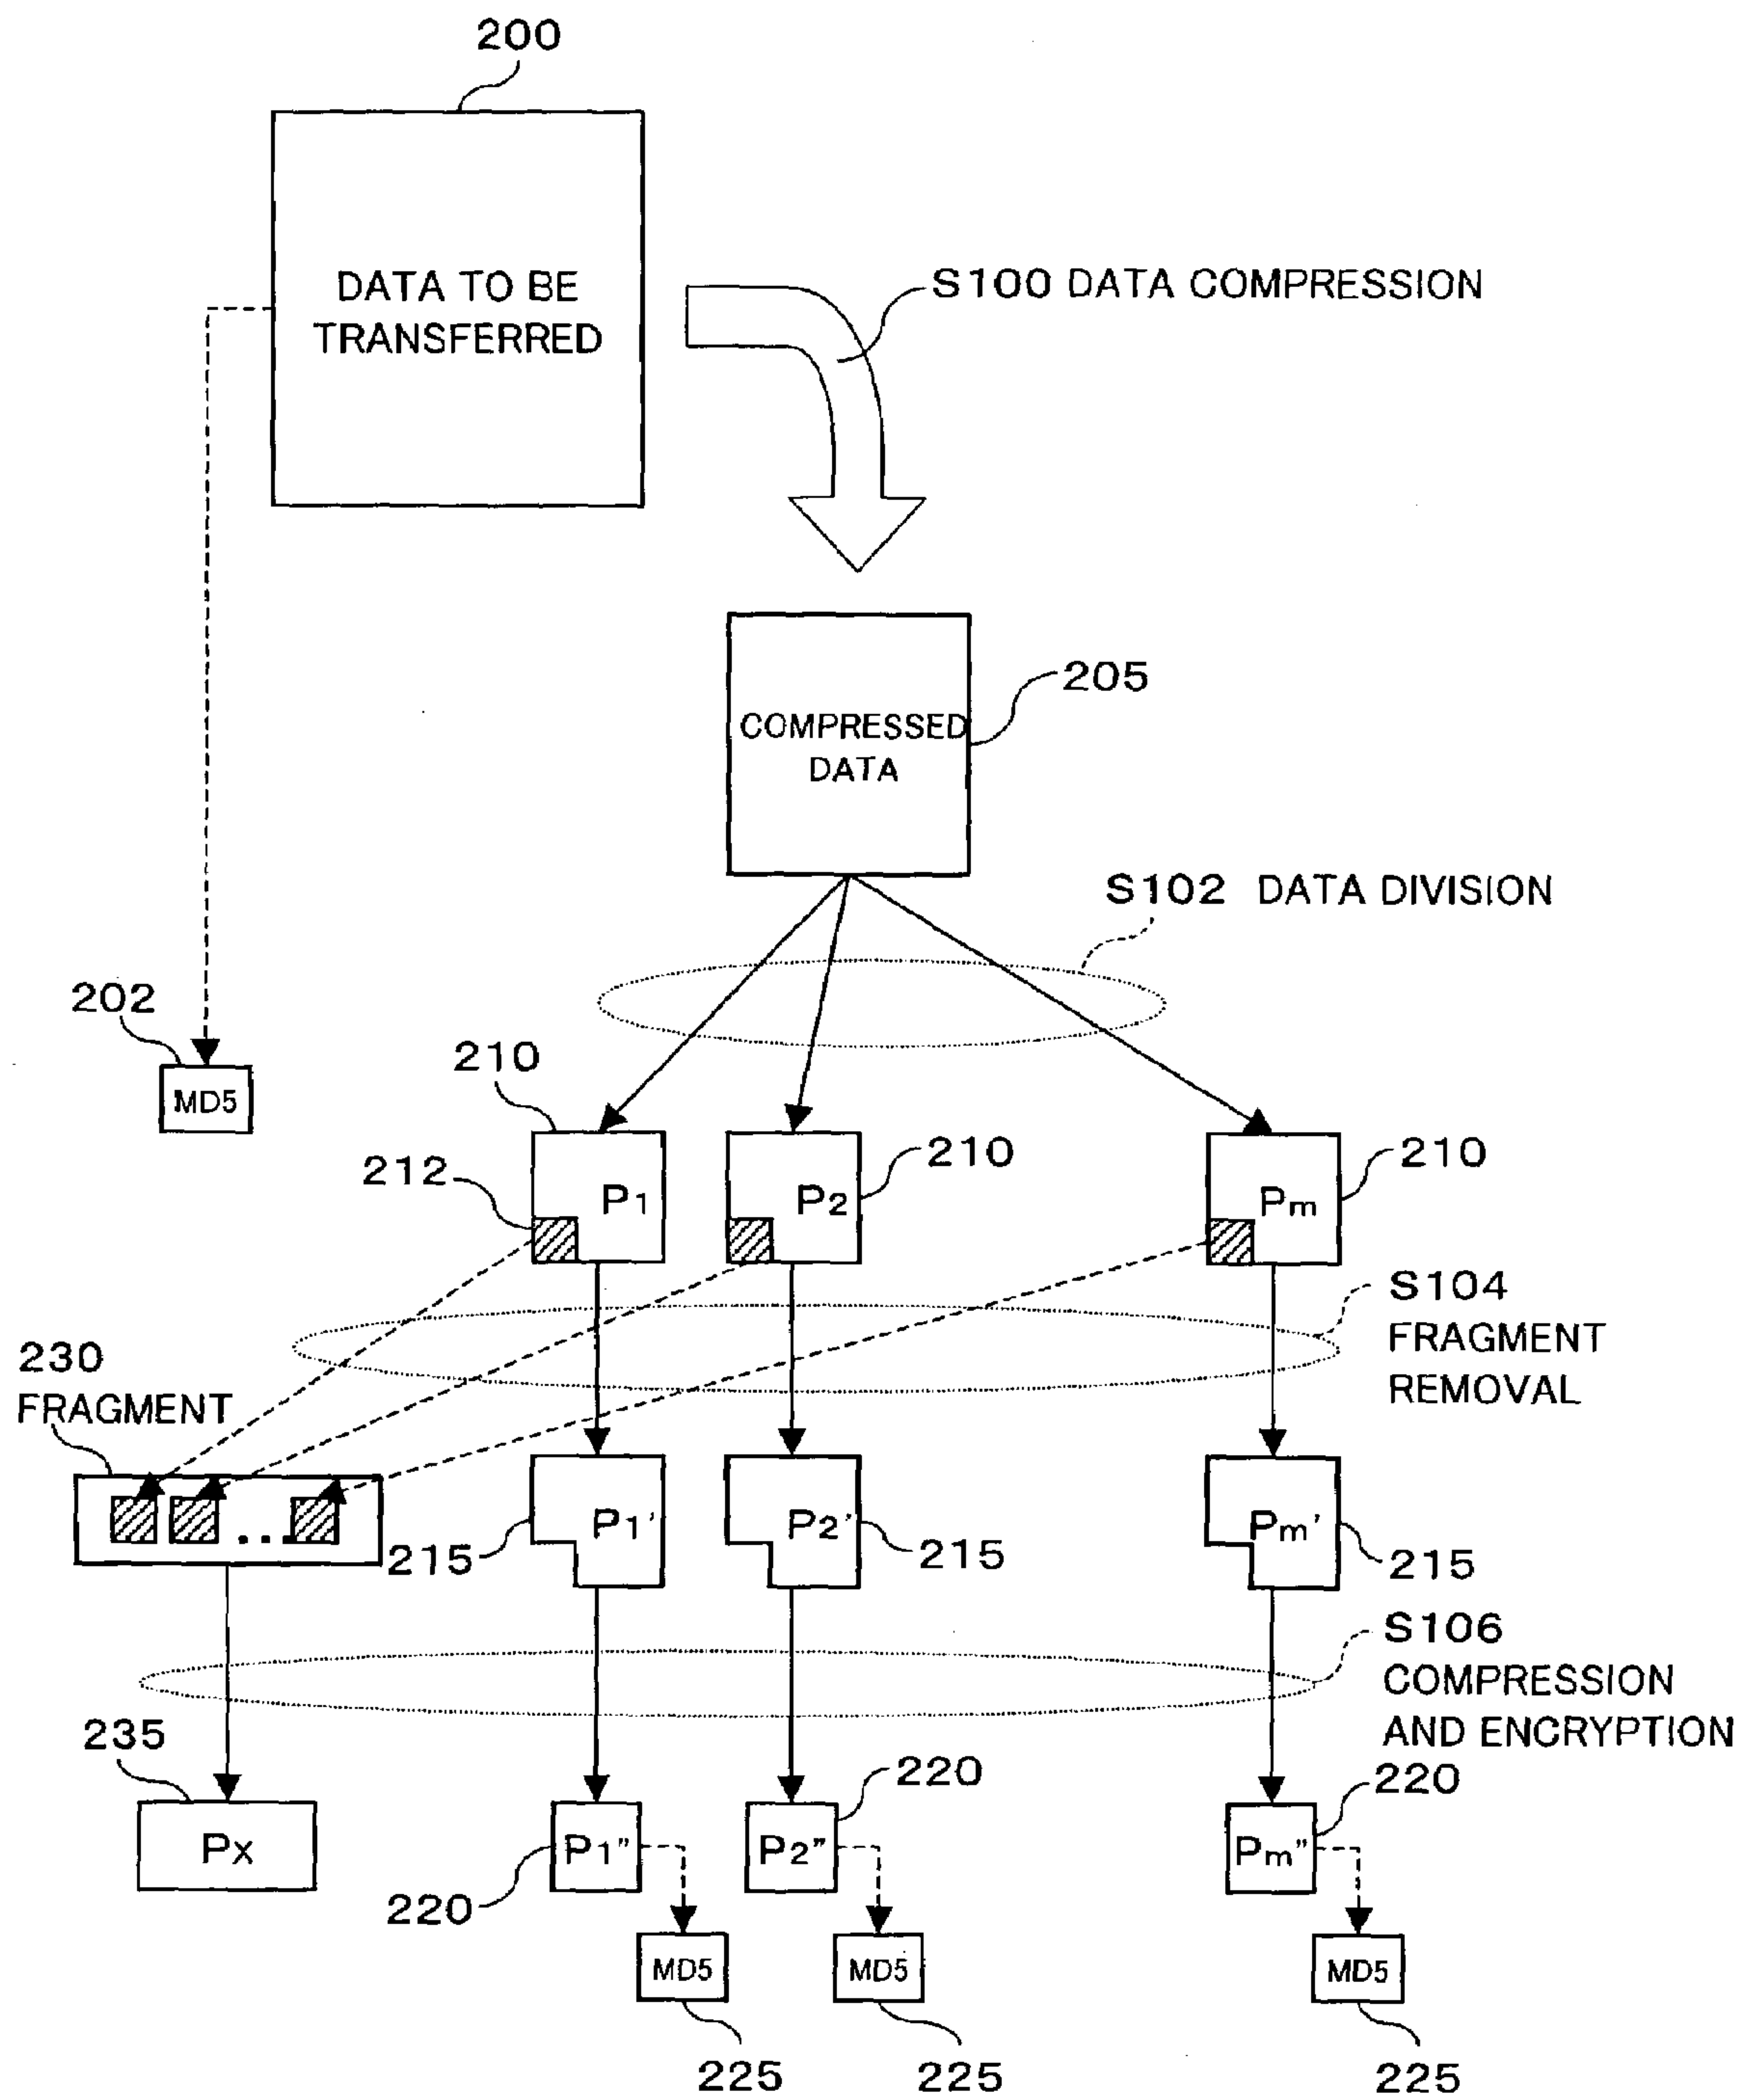 200
DATA TO BE
TRANSFERRED
S100 DATA COMPRESSION
205
COMPRESSED
DATA
S102 DATA DIVISION
202
MD5
210
212
P1
P2
210
Pm
210
S104
FRAGMENT
REMOVAL
230
FRAGMENT
...
P1'
215
P2'
215
Pm'
215
S106
COMPRESSION
AND ENCRYPTION
235
PX
P1"
220
P2"
220
Pm"
220
MD5
MD5
MD5
225
225
225